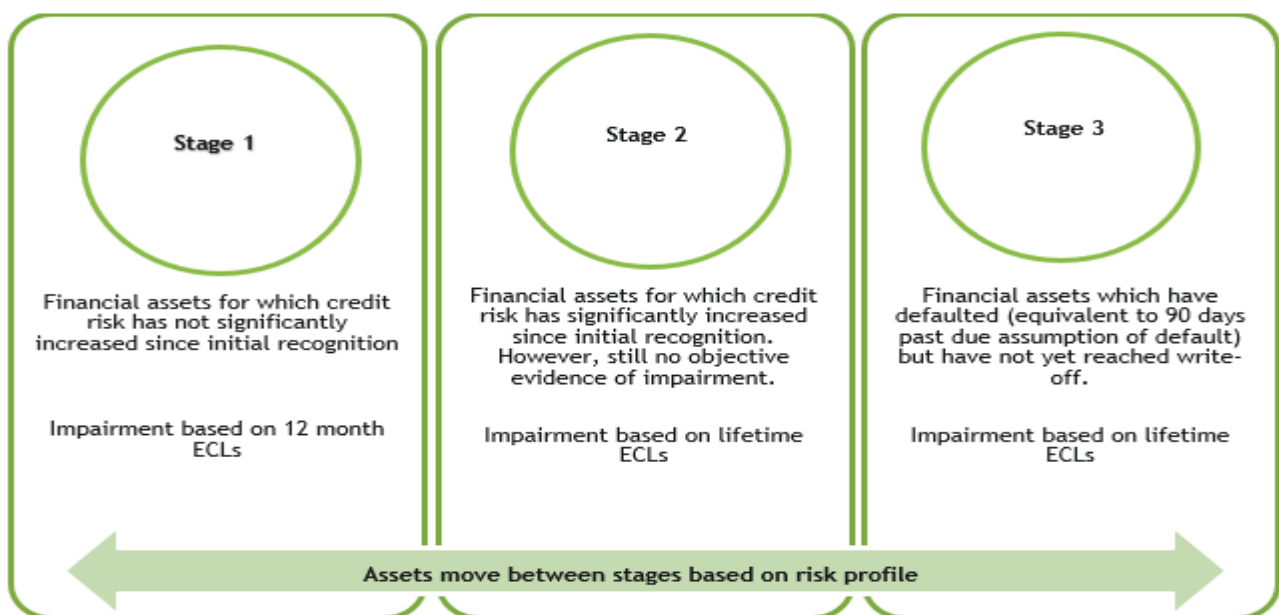 Stage 1
Financial assets for which credit
risk has not significantly
increased since initial recognition
Impairment based on 12 month
ECLs
Stage 2
Financial assets for which credit
risk has significantly increased
since initial recognition.
However, still no objective
evidence of impairment.
Impairment based on lifetime
ECLs
Stage 3
Financial assets which have
defaulted (equivalent to 90 days
past due assumption of default)
but have not yet reached write-
off.
Impairment based on lifetime
ECLs
Assets move between stages based on risk profile